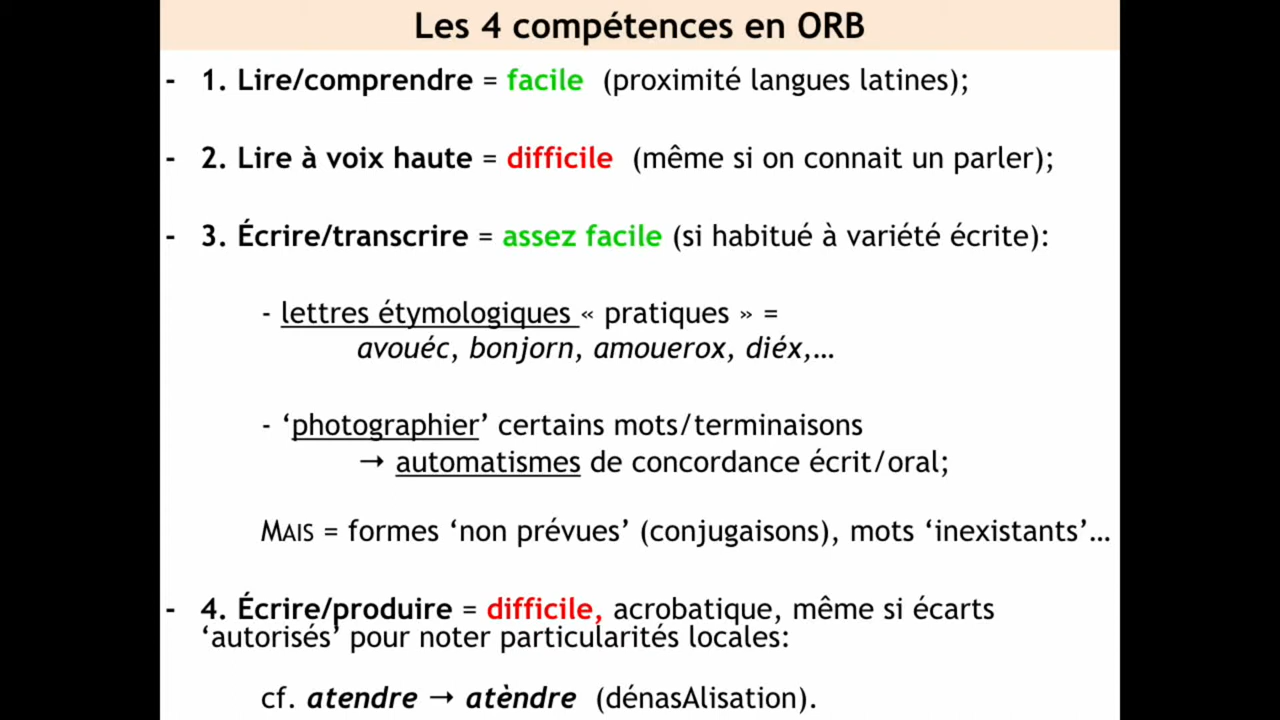 Les 4 compétences en ORB
- 1. Lire/comprendre = facile (proximité langues latines);
- 2. Lire à voix haute = difficile (même si on connait un parler);
- 3. Écrire/transcrire = assez facile (si habitué à variété écrite):
- lettres étymologiques « pratiques » =
avouéc, bonjorn, amouerox, diéx,…
- ‘photographier’ certains mots/terminaisons
→ automatismes de concordance écrit/oral;
MAIS = formes ‘non prévues’ (conjugaisons), mots ‘inexistants’…
- 4. Écrire/produire = difficile, acrobatique, même si écarts
‘autorisés’ pour noter particularités locales:
cf. atendre → atèndre (dénasAlisation).